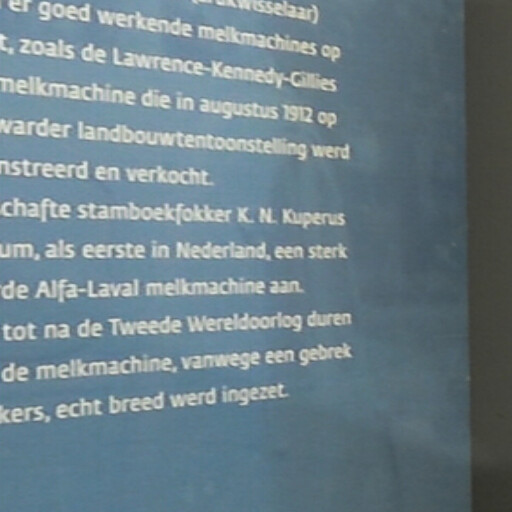 er goed werkende melkmachines op
zoals de Lawrence-Kennedy-Gillies
melkmachine die in augustus 1912 op
warder landbouwtentoonstelling werd
nstreerd en verkocht.
chafte stamboekfokker K. N. Kuperus
um, als eerste in Nederland, een sterk
de Alfa-Laval melkmachine aan.
tot na de Tweede Wereldoorlog duren
de melkmachine, vanwege een gebrek
kers, echt breed werd ingezet.